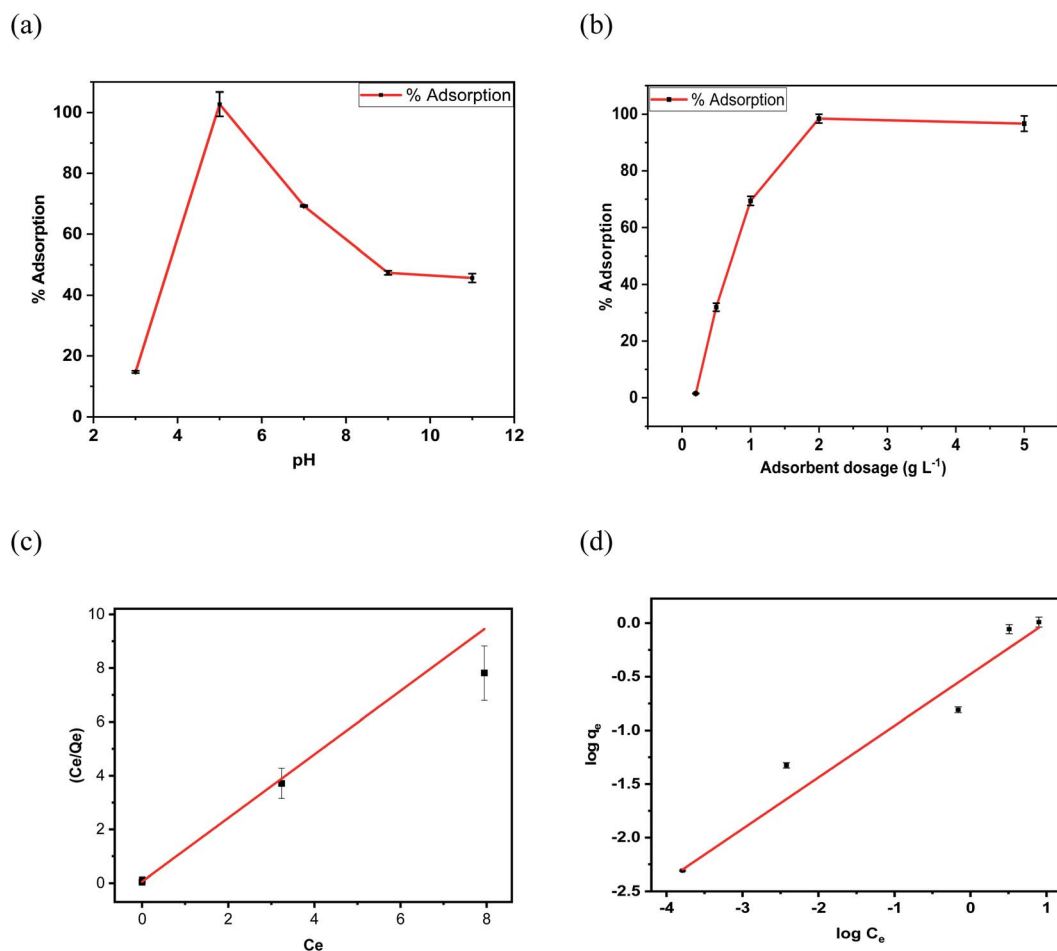 (a)
% Adsorption
100
80
60
40
20
0
2 4 6 8 10 12
% Adsorption
pH
(b)
% Adsorption
100
80
60
40
20
0
0 1 2 3 4 5
% Adsorption
Adsorbent dosage (g L⁻¹)
(c)
10
8
6
4
2
0
0 2 4 6 8
(Ce/Qe)
Ce
(d)
0.0
-0.5
-1.0
-1.5
-2.0
-2.5
-4 -3 -2 -1 0 1
log qₑ
log Cₑ